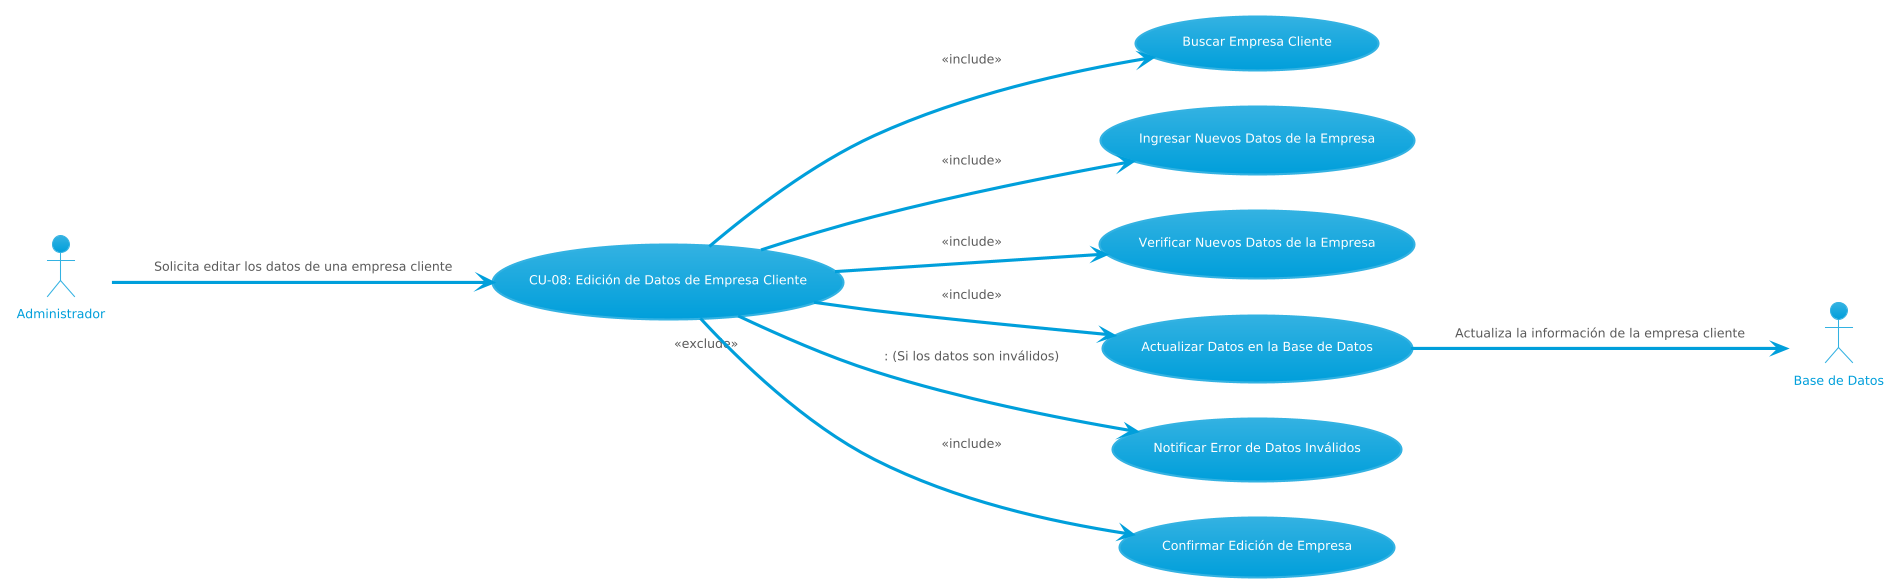 Administrador
Solicita editar los datos de una empresa cliente
CU-08: Edición de Datos de Empresa Cliente
«include»
Buscar Empresa Cliente
«include»
Ingresar Nuevos Datos de la Empresa
«include»
Verificar Nuevos Datos de la Empresa
«include»
Actualizar Datos en la Base de Datos
Actualiza la información de la empresa cliente
Base de Datos
«exclude»
: (Si los datos son inválidos)
Notificar Error de Datos Inválidos
«include»
Confirmar Edición de Empresa